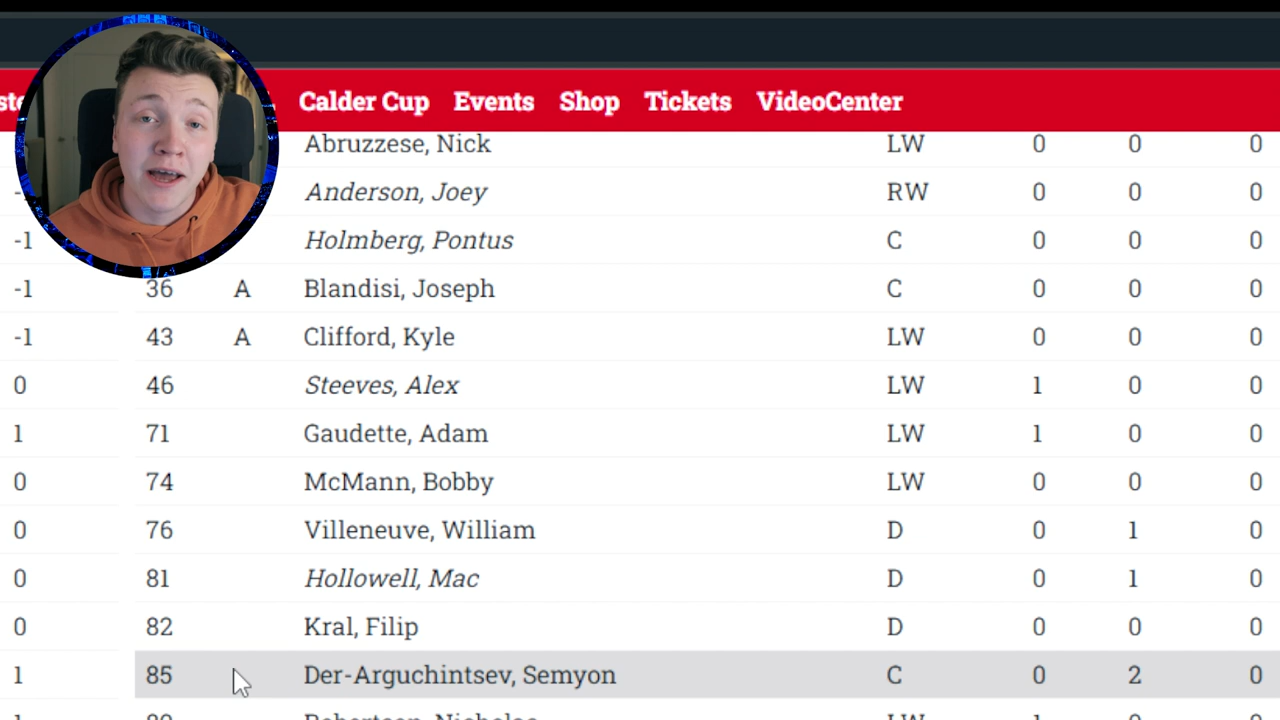 Calder Cup Events Shop Tickets VideoCenter
Abruzzese, Nick LW 0 0 0
Anderson, Joey RW 0 0 0
-1 Holmberg, Pontus C 0 0 0
-1 36 A Blandisi, Joseph C 0 0 0
-1 43 A Clifford, Kyle LW 0 0 0
0 46 Steeves, Alex LW 1 0 0
1 71 Gaudette, Adam LW 1 0 0
0 74 McMann, Bobby LW 0 0 0
0 76 Villeneuve, William D 0 1 0
0 81 Hollowell, Mac D 0 1 0
0 82 Kral, Filip D 0 0 0
1 85 Der-Arguchintsev, Semyon C 0 2 0